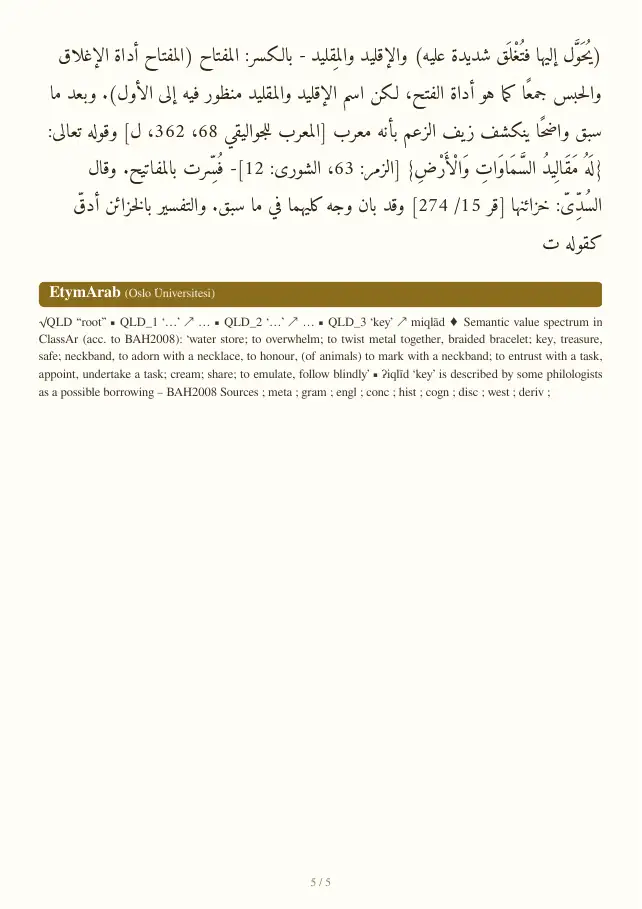 (يُحَوَّل إليها فتُغْلَق شديدة عليه) والإقليد والمِقليد - بالكسر: المفتاح (المفتاح أداة الإغلاق
والحبس جمعًا كما هو أداة الفتح، لكن اسم الإقليد والمقليد منظور فيه إلى الأول). وبعد ما
سبق واضحًا ينكشف زيف الزعم بأنه معرب [المعرب للجواليقي 68، 362، ل] وقوله تعالى:
{لَهُ مَقَالِيدُ السَّمَاوَاتِ وَالْأَرْضِ} [الزمر: 63، الشورى: 12]- فُسِّرت بالمفاتيح. وقال
السُدِّىّ: خزائنها [قر 15/ 274] وقد بان وجه كليهما في ما سبق. والتفسير بالخزائن أدقّ
كقوله ت
EtymArab (Oslo Üniversitesi)
√QLD “root” ▪ QLD_1 ‘…’ ↗ … ▪ QLD_2 ‘…’ ↗ … ▪ QLD_3 ‘key’ ↗ miqlād ♦ Semantic value spectrum in
ClassAr (acc. to BAH2008): ‘water store; to overwhelm; to twist metal together, braided bracelet; key, treasure,
safe; neckband, to adorn with a necklace, to honour, (of animals) to mark with a neckband; to entrust with a task,
appoint, undertake a task; cream; share; to emulate, follow blindly’ ▪ ʔiqlīd ‘key’ is described by some philologists
as a possible borrowing – BAH2008 Sources ; meta ; gram ; engl ; conc ; hist ; cogn ; disc ; west ; deriv ;
5 / 5